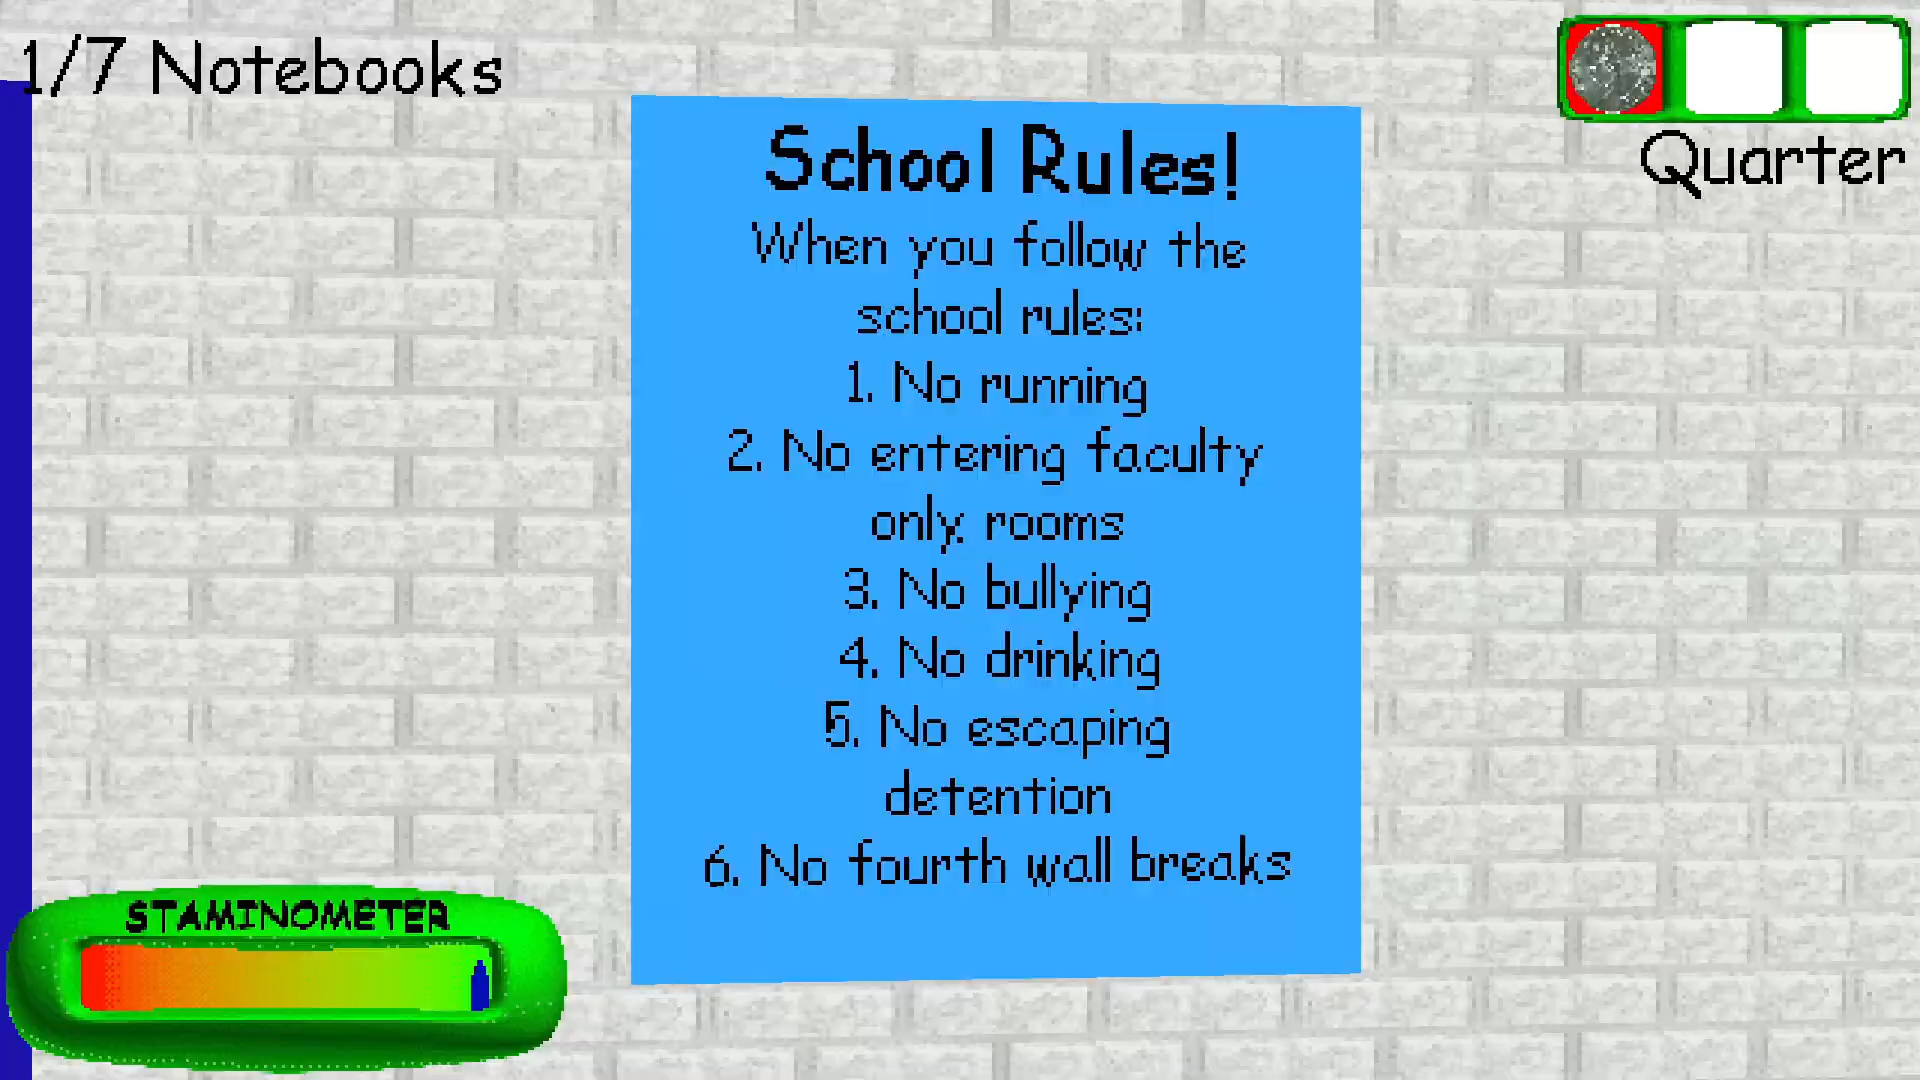 1/7 Notebooks
Quarter
School Rules!
When you follow the
school rules:
1. No running
2. No entering faculty
only rooms
3. No bullying
4. No drinking
5. No escaping
detention
6. No fourth wall breaks
STAMINOMETER